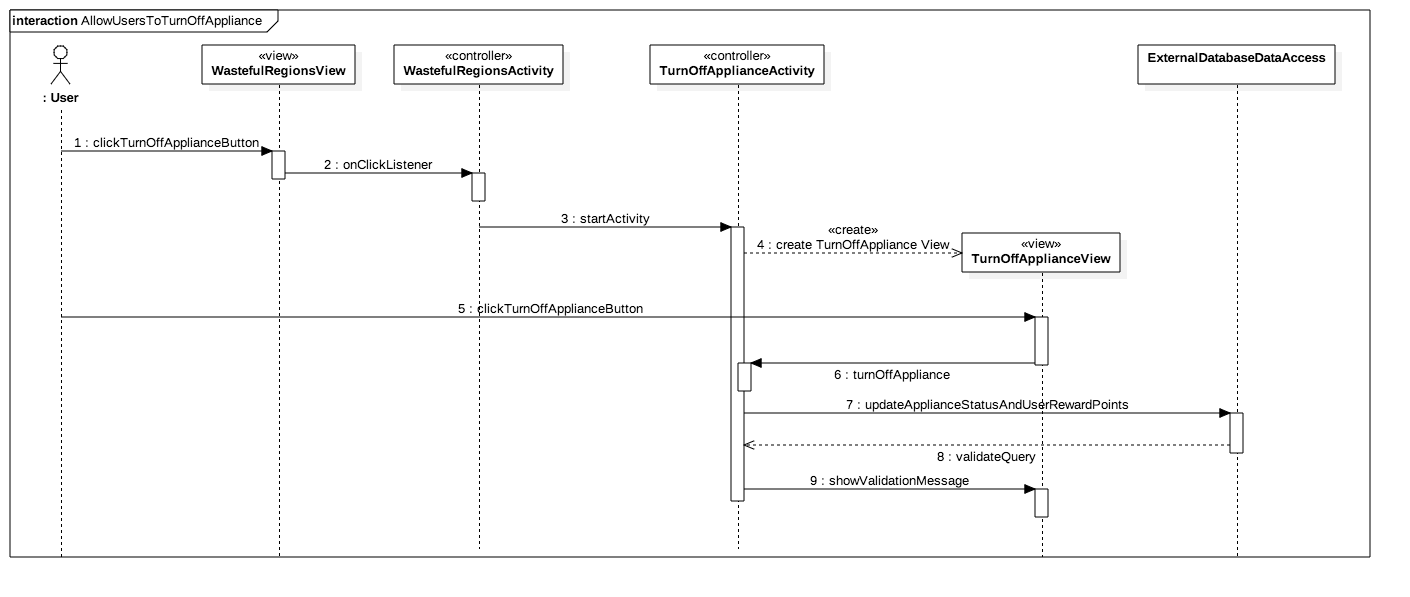 interaction AllowUsersToTurnOffAppliance
: User
«view»
WastefulRegionsView
«controller»
WastefulRegionsActivity
«controller»
TurnOffApplianceActivity
ExternalDatabaseDataAccess
1 : clickTurnOffApplianceButton
2 : onClickListener
3 : startActivity
«create»
4 : create TurnOffAppliance View
«view»
TurnOffApplianceView
5 : clickTurnOffApplianceButton
6 : turnOffAppliance
7 : updateApplianceStatusAndUserRewardPoints
8 : validateQuery
9 : showValidationMessage